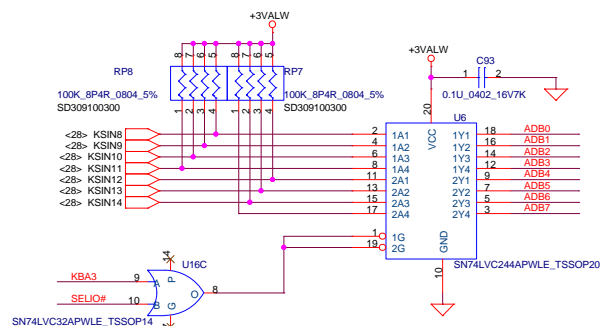 +3VALW
+3VALW
C93
1 2
0.1U_0402_16V7K
8 7 6 5 8 7 6 5
RP8 RP7
100K_8P4R_0804_5% 100K_8P4R_0804_5%
SD309100300 SD309100300
1 2 3 4 1 2 3 4
20
U6
VCC
<28> KSIN8 2 1A1 1Y1 18 ADB0
<28> KSIN9 4 1A2 1Y2 16 ADB1
<28> KSIN10 6 1A3 1Y3 14 ADB2
<28> KSIN11 8 1A4 1Y4 12 ADB3
<28> KSIN12 11 2A1 2Y1 9 ADB4
<28> KSIN13 13 2A2 2Y2 7 ADB5
<28> KSIN14 15 2A3 2Y3 5 ADB6
17 2A4 2Y4 3 ADB7
1 1G
19 2G
GND
10
SN74LVC244APWLE_TSSOP20
14
U16C
KBA3 9 A P
O 8
SELIO# 10 B G
SN74LVC32APWLE_TSSOP14